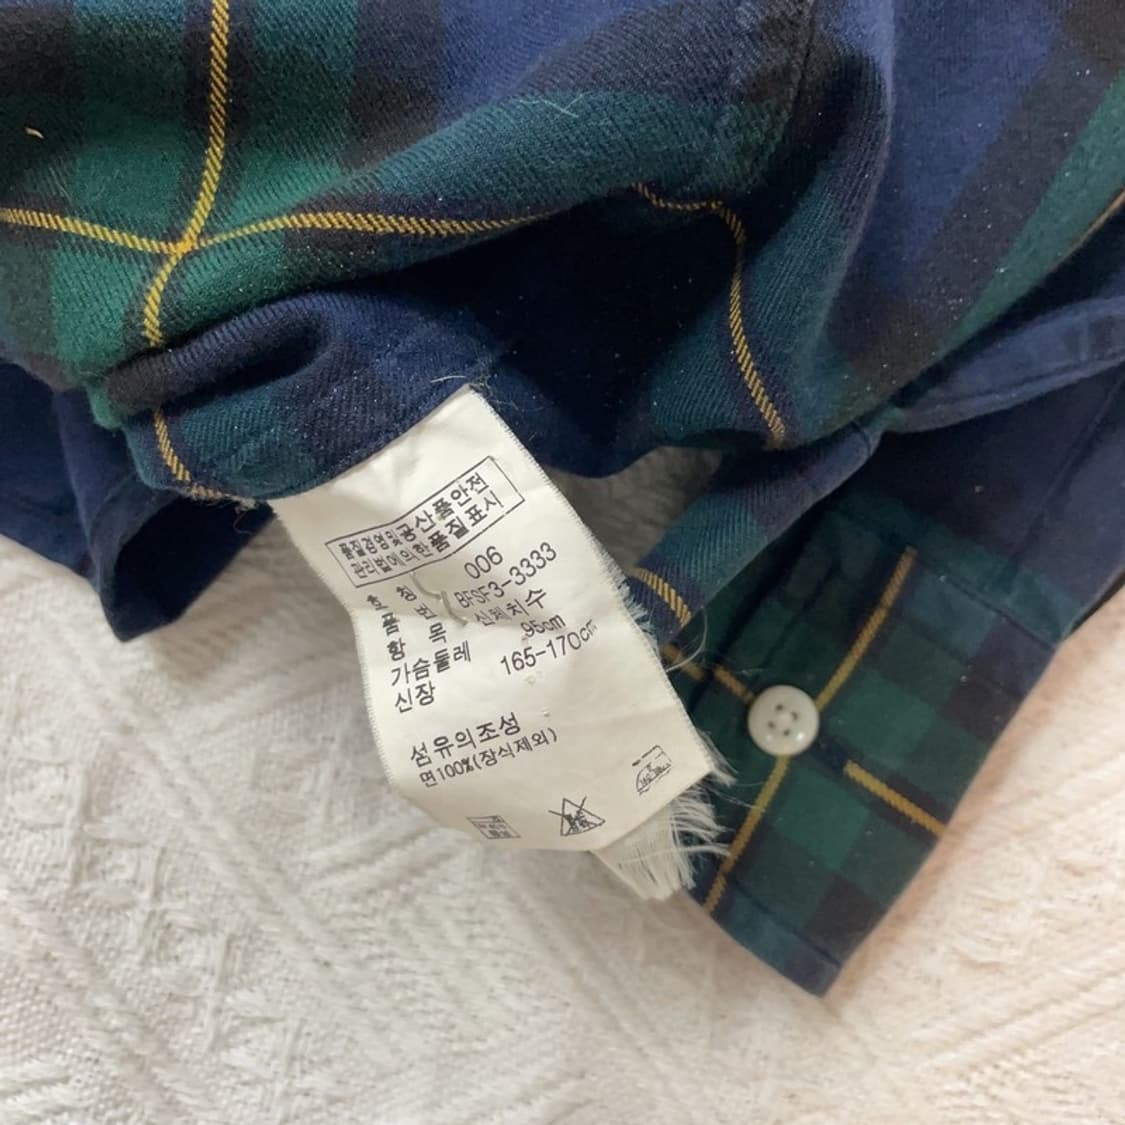 품질경영및공산품안전
관리법에의한품질표시
호 칭 006
품 번 BFSF3-3333
항 목 신체치수
가슴둘레 95cm
신장 165-170cm
섬유의조성
면100%(장식제외)